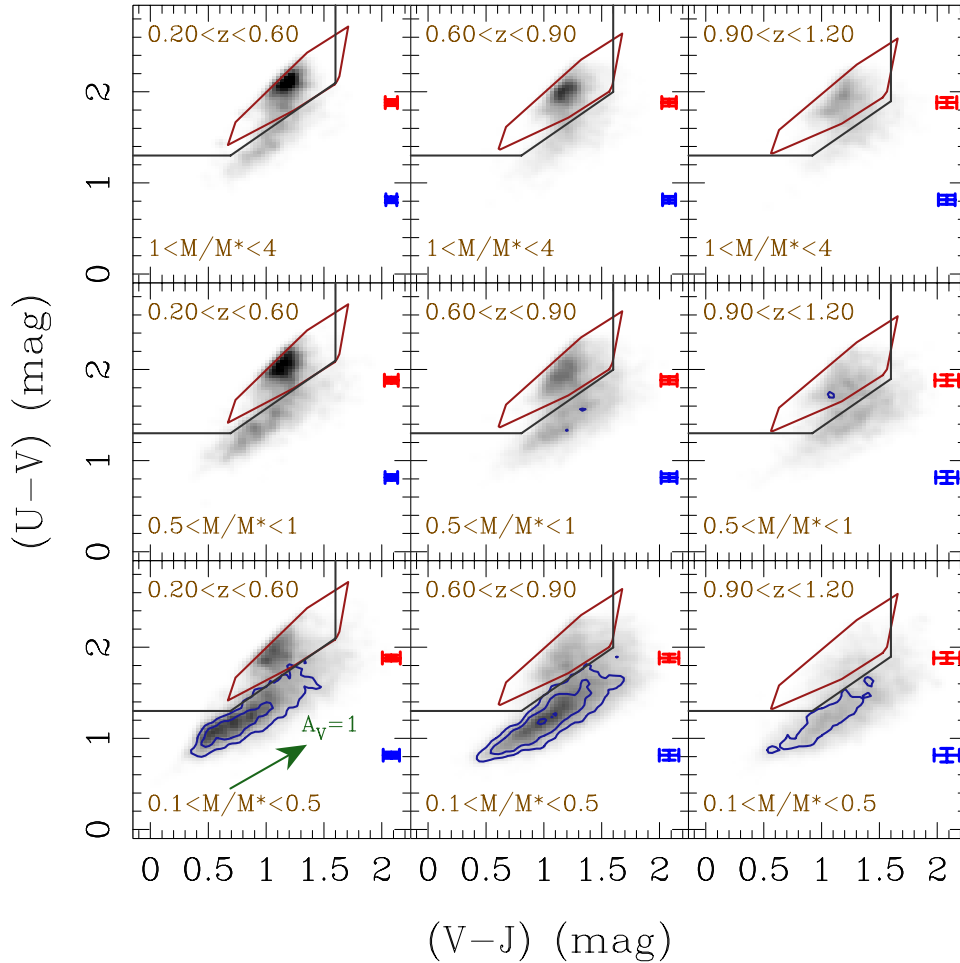 0.20<z<0.60 0.60<z<0.90 0.90<z<1.20
2
1
1<M/M*<4 1<M/M*<4 1<M/M*<4
0
0.20<z<0.60 0.60<z<0.90 0.90<z<1.20
2
(U−V) (mag)
1
0.5<M/M*<1 0.5<M/M*<1 0.5<M/M*<1
0
0.20<z<0.60 0.60<z<0.90 0.90<z<1.20
2
A_V=1
1
0.1<M/M*<0.5 0.1<M/M*<0.5 0.1<M/M*<0.5
0
0 0.5 1 1.5 2 0 0.5 1 1.5 2 0 0.5 1 1.5 2
(V−J) (mag)